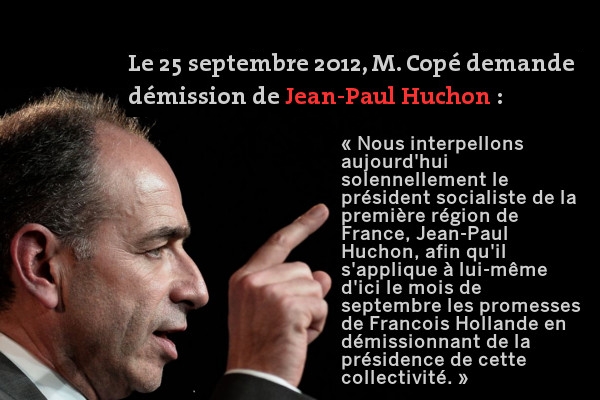 Le 25 septembre 2012, M. Copé demande
démission de Jean-Paul Huchon :
« Nous interpellons
aujourd'hui
solennellement le
président socialiste de la
première région de
France, Jean-Paul
Huchon, afin qu'il
s'applique à lui-même
d'ici le mois de
septembre les promesses
de Francois Hollande en
démissionnant de la
présidence de cette
collectivité. »